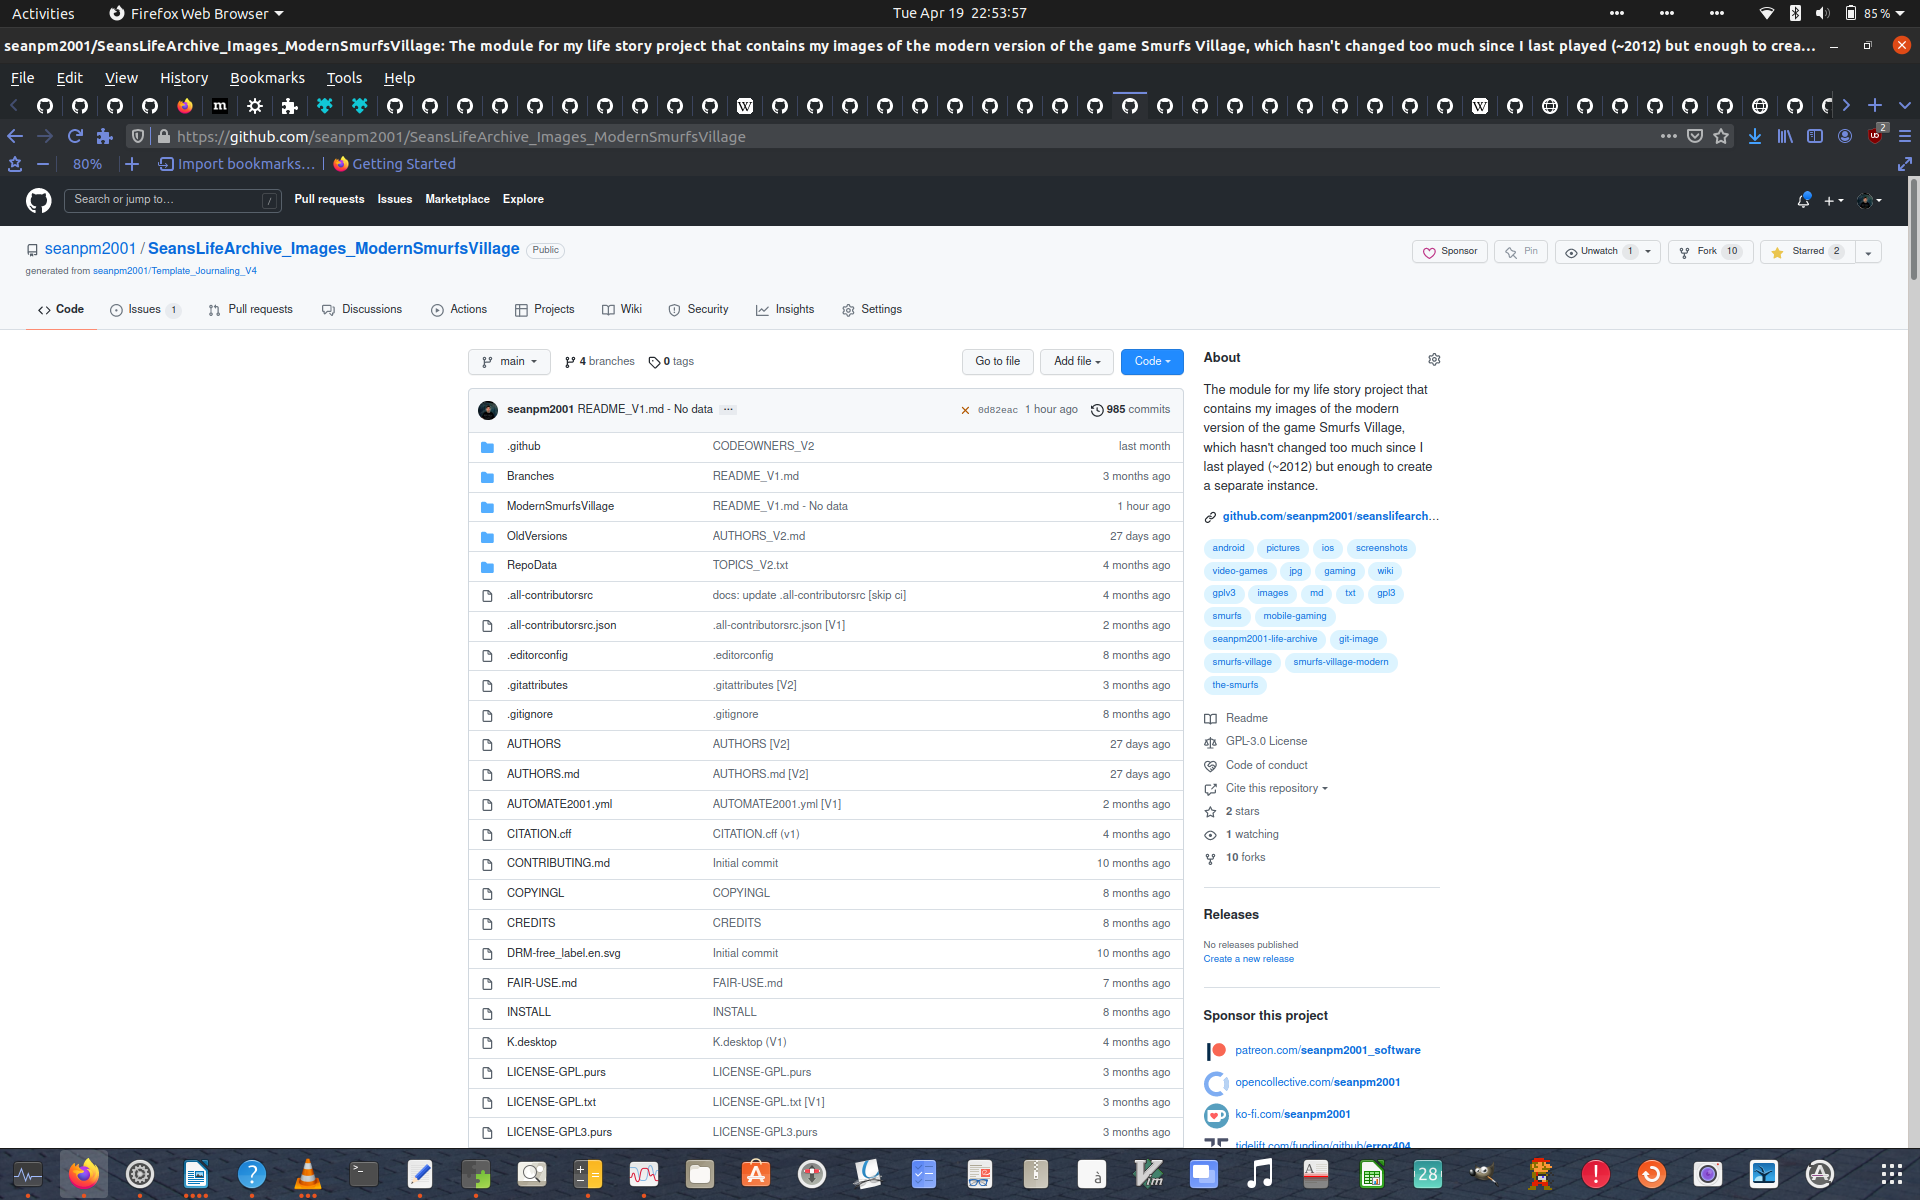 Activities
Firefox Web Browser
Tue Apr 19  22:53:57
85 %
seanpm2001/SeansLifeArchive_Images_ModernSmurfsVillage: The module for my life story project that contains my images of the modern version of the game Smurfs Village, which hasn't changed too much since I last played (~2012) but enough to crea…
File Edit View History Bookmarks Tools Help
https://github.com/seanpm2001/SeansLifeArchive_Images_ModernSmurfsVillage
2
80%
Import bookmarks…
Getting Started
Search or jump to…
/
Pull requests Issues Marketplace Explore
seanpm2001 / SeansLifeArchive_Images_ModernSmurfsVillage Public
generated from seanpm2001/Template_Journaling_V4
Sponsor
Pin
Unwatch 1
Fork 10
Starred 2
Code
Issues 1
Pull requests
Discussions
Actions
Projects
Wiki
Security
Insights
Settings
main
4 branches
0 tags
Go to file
Add file
Code
seanpm2001 README_V1.md - No data ... 0d82eac 1 hour ago 985 commits
.github CODEOWNERS_V2 last month
Branches README_V1.md 3 months ago
ModernSmurfsVillage README_V1.md - No data 1 hour ago
OldVersions AUTHORS_V2.md 27 days ago
RepoData TOPICS_V2.txt 4 months ago
.all-contributorsrc docs: update .all-contributorsrc [skip ci] 4 months ago
.all-contributorsrc.json .all-contributorsrc.json [V1] 2 months ago
.editorconfig .editorconfig 8 months ago
.gitattributes .gitattributes [V2] 3 months ago
.gitignore .gitignore 8 months ago
AUTHORS AUTHORS [V2] 27 days ago
AUTHORS.md AUTHORS.md [V2] 27 days ago
AUTOMATE2001.yml AUTOMATE2001.yml [V1] 2 months ago
CITATION.cff CITATION.cff (v1) 4 months ago
CONTRIBUTING.md Initial commit 10 months ago
COPYINGL COPYINGL 8 months ago
CREDITS CREDITS 8 months ago
DRM-free_label.en.svg Initial commit 10 months ago
FAIR-USE.md FAIR-USE.md 7 months ago
INSTALL INSTALL 8 months ago
K.desktop K.desktop (V1) 4 months ago
LICENSE-GPL.purs LICENSE-GPL.purs 3 months ago
LICENSE-GPL.txt LICENSE-GPL.txt [V1] 3 months ago
LICENSE-GPL3.purs LICENSE-GPL3.purs 3 months ago
About
The module for my life story project that
contains my images of the modern
version of the game Smurfs Village,
which hasn't changed too much since I
last played (~2012) but enough to create
a separate instance.
github.com/seanpm2001/seanslifearch…
android pictures ios screenshots
video-games jpg gaming wiki
gplv3 images md txt gpl3
smurfs mobile-gaming
seanpm2001-life-archive git-image
smurfs-village smurfs-village-modern
the-smurfs
Readme
GPL-3.0 License
Code of conduct
Cite this repository
2 stars
1 watching
10 forks
Releases
No releases published
Create a new release
Sponsor this project
patreon.com/seanpm2001_software
opencollective.com/seanpm2001
ko-fi.com/seanpm2001
tidelift.com/funding/github/error404
28